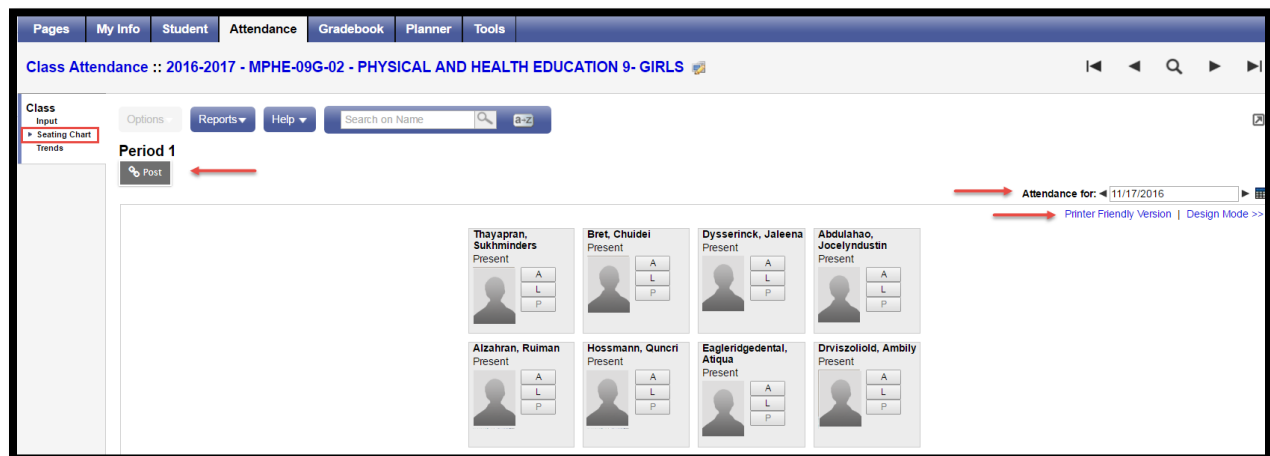 Pages My Info Student Attendance Gradebook Planner Tools
Class Attendance :: 2016-2017 - MPHE-09G-02 - PHYSICAL AND HEALTH EDUCATION 9- GIRLS
Class
Input
Seating Chart
Trends
Options Reports Help Search on Name a-z
Period 1
Post
Attendance for: 11/17/2016
Printer Friendly Version | Design Mode >>
Thayapran,
Sukhminders
Present
A
L
P
Bret, Chuidei
Present
A
L
P
Dysserinck, Jaleena
Present
A
L
P
Abdulahao,
Jocelyndustin
Present
A
L
P
Alzahran, Ruiman
Present
A
L
P
Hossmann, Quncri
Present
A
L
P
Eagleridgedental,
Atiqua
Present
A
L
P
Drviszoliold, Ambily
Present
A
L
P